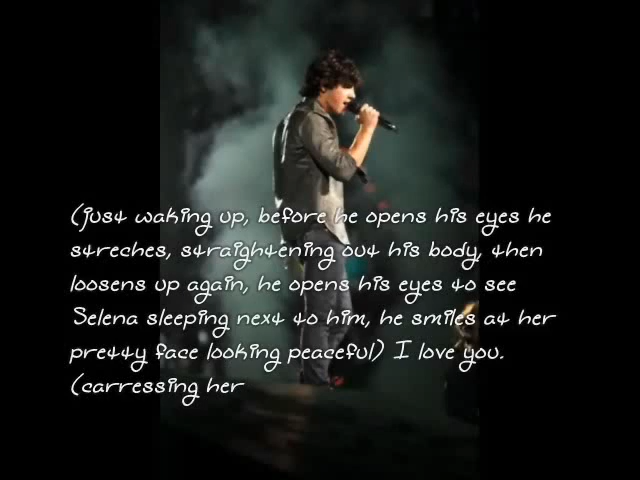 (just waking up, before he opens his eyes he
streches, straightening out his body, then
loosens up again, he opens his eyes to see
Selena sleeping next to him, he smiles at her
pretty face looking peaceful) I love you.
(carressing her